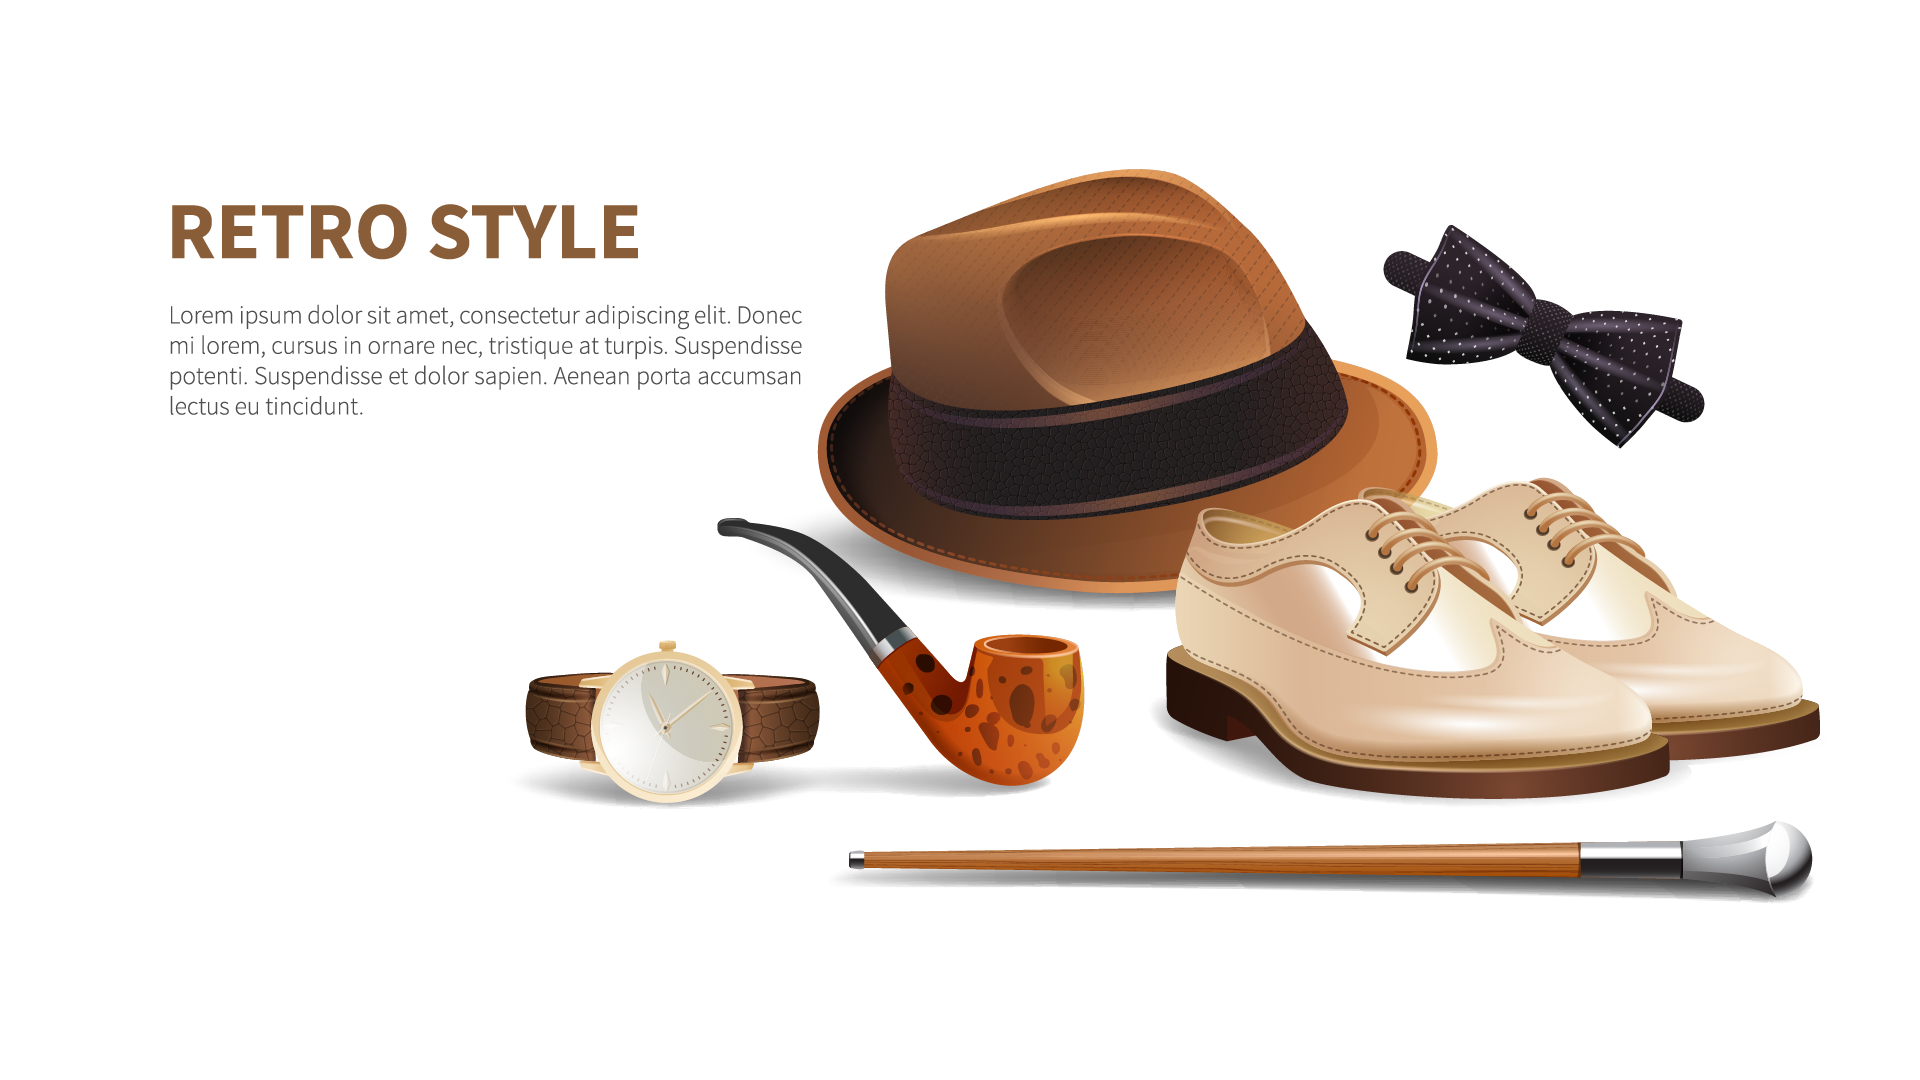 RETRO STYLE
Lorem ipsum dolor sit amet, consectetur adipiscing elit. Donec
mi lorem, cursus in ornare nec, tristique at turpis. Suspendisse
potenti. Suspendisse et dolor sapien. Aenean porta accumsan
lectus eu tincidunt.